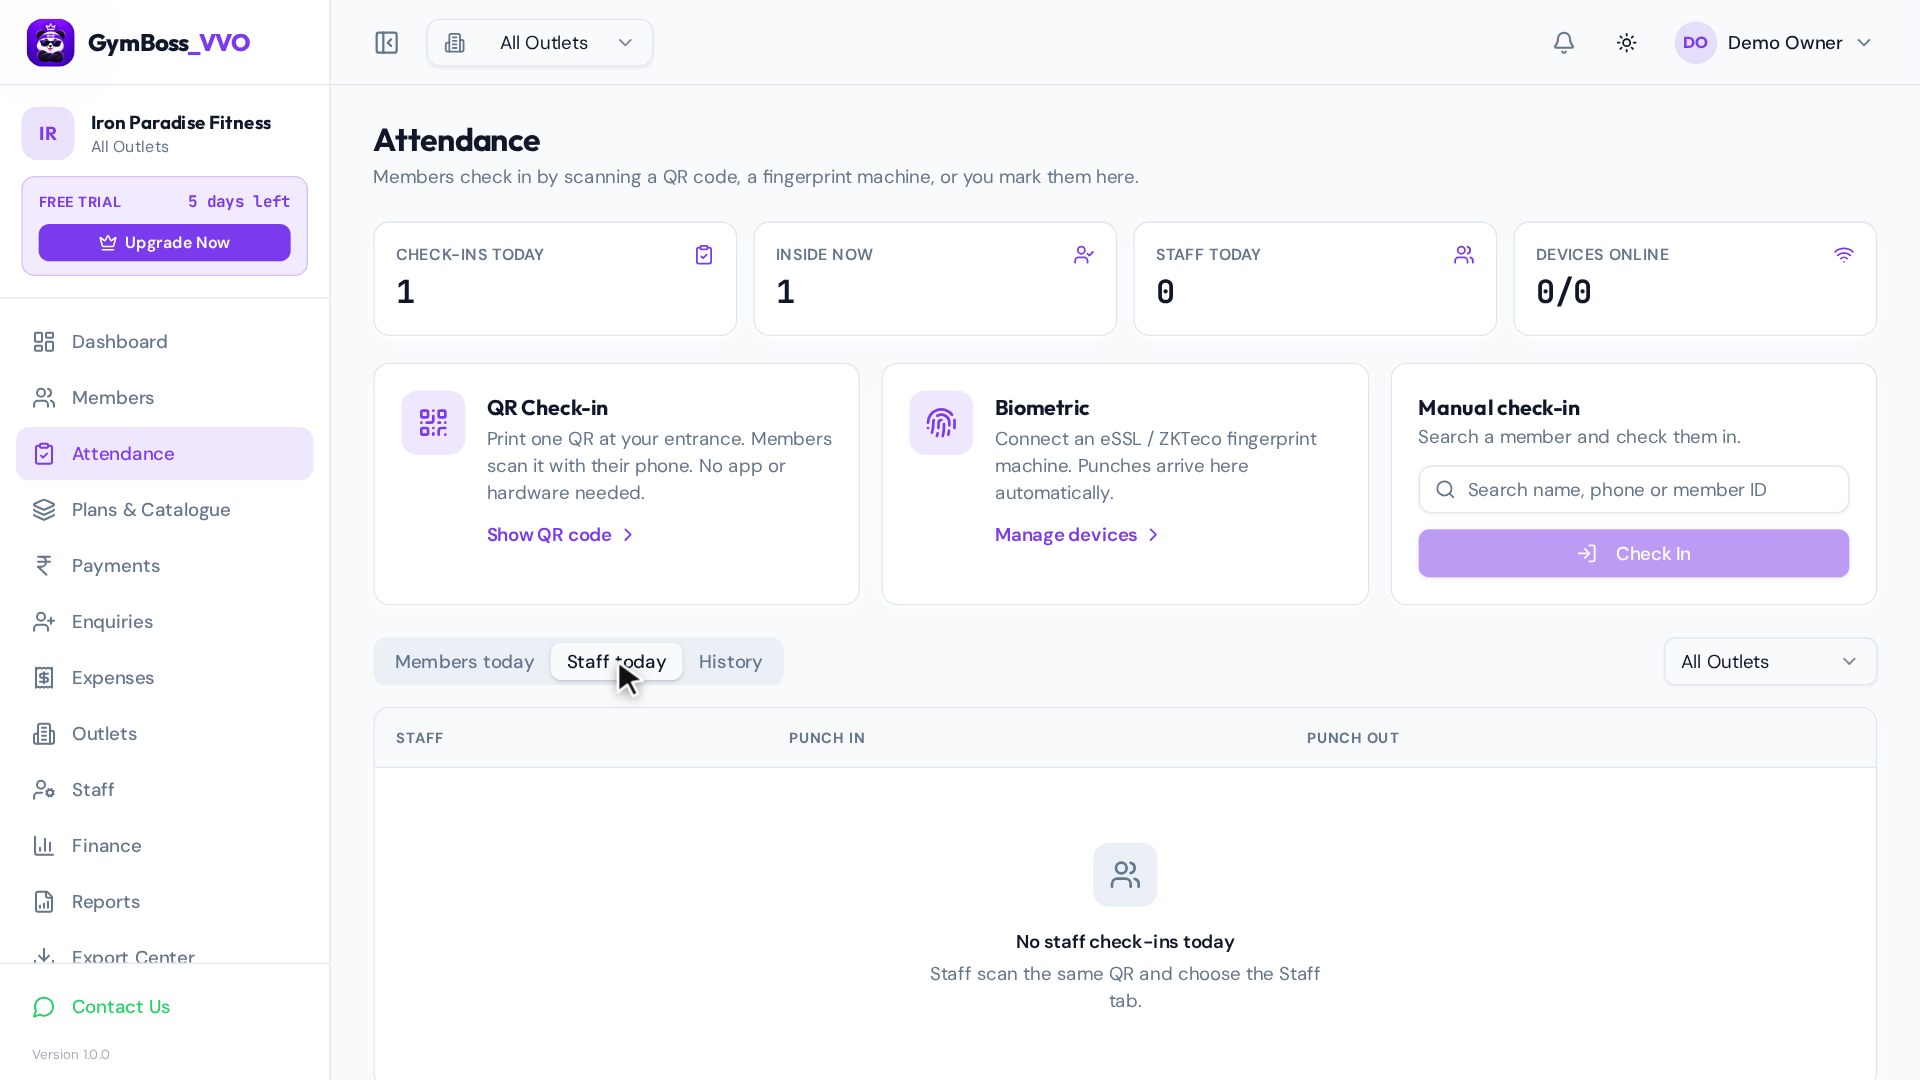 GymBoss_VVO
All Outlets
DO
Demo Owner
IR
Iron Paradise Fitness
All Outlets
FREE TRIAL
5 days left
Upgrade Now
Dashboard
Members
Attendance
Plans & Catalogue
Payments
Enquiries
Expenses
Outlets
Staff
Finance
Reports
Export Center
Contact Us
Version 1.0.0
Attendance
Members check in by scanning a QR code, a fingerprint machine, or you mark them here.
CHECK-INS TODAY
1
INSIDE NOW
1
STAFF TODAY
0
DEVICES ONLINE
0/0
QR Check-in
Print one QR at your entrance. Members
scan it with their phone. No app or
hardware needed.
Show QR code
Biometric
Connect an eSSL / ZKTeco fingerprint
machine. Punches arrive here
automatically.
Manage devices
Manual check-in
Search a member and check them in.
Search name, phone or member ID
Check In
Members today
Staff today
History
All Outlets
STAFF
PUNCH IN
PUNCH OUT
No staff check-ins today
Staff scan the same QR and choose the Staff
tab.